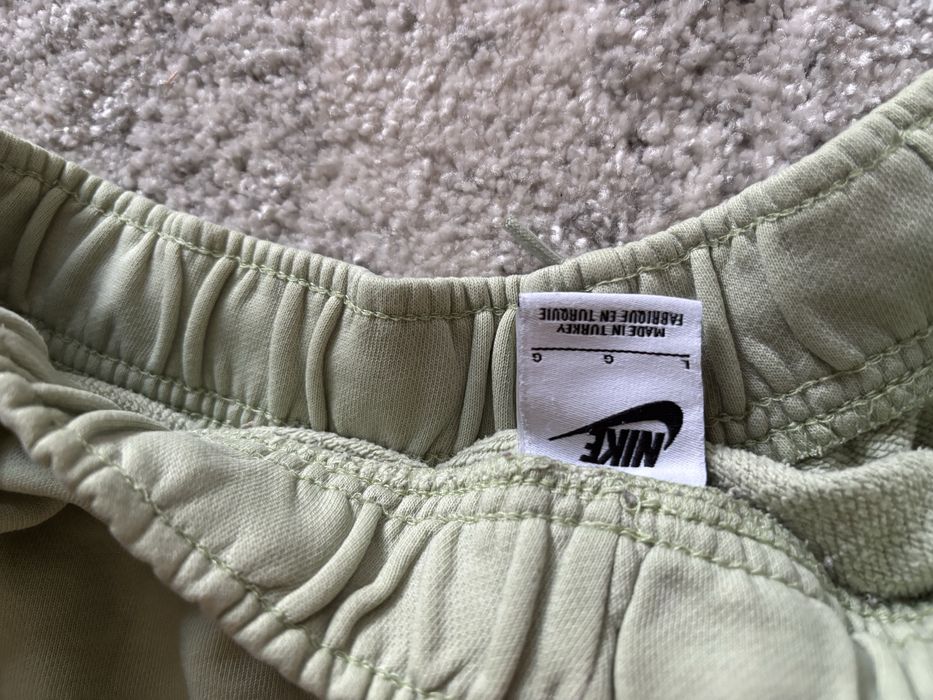 NIKE
L G G
MADE IN TURKEY
FABRIQUE EN TURQUIE